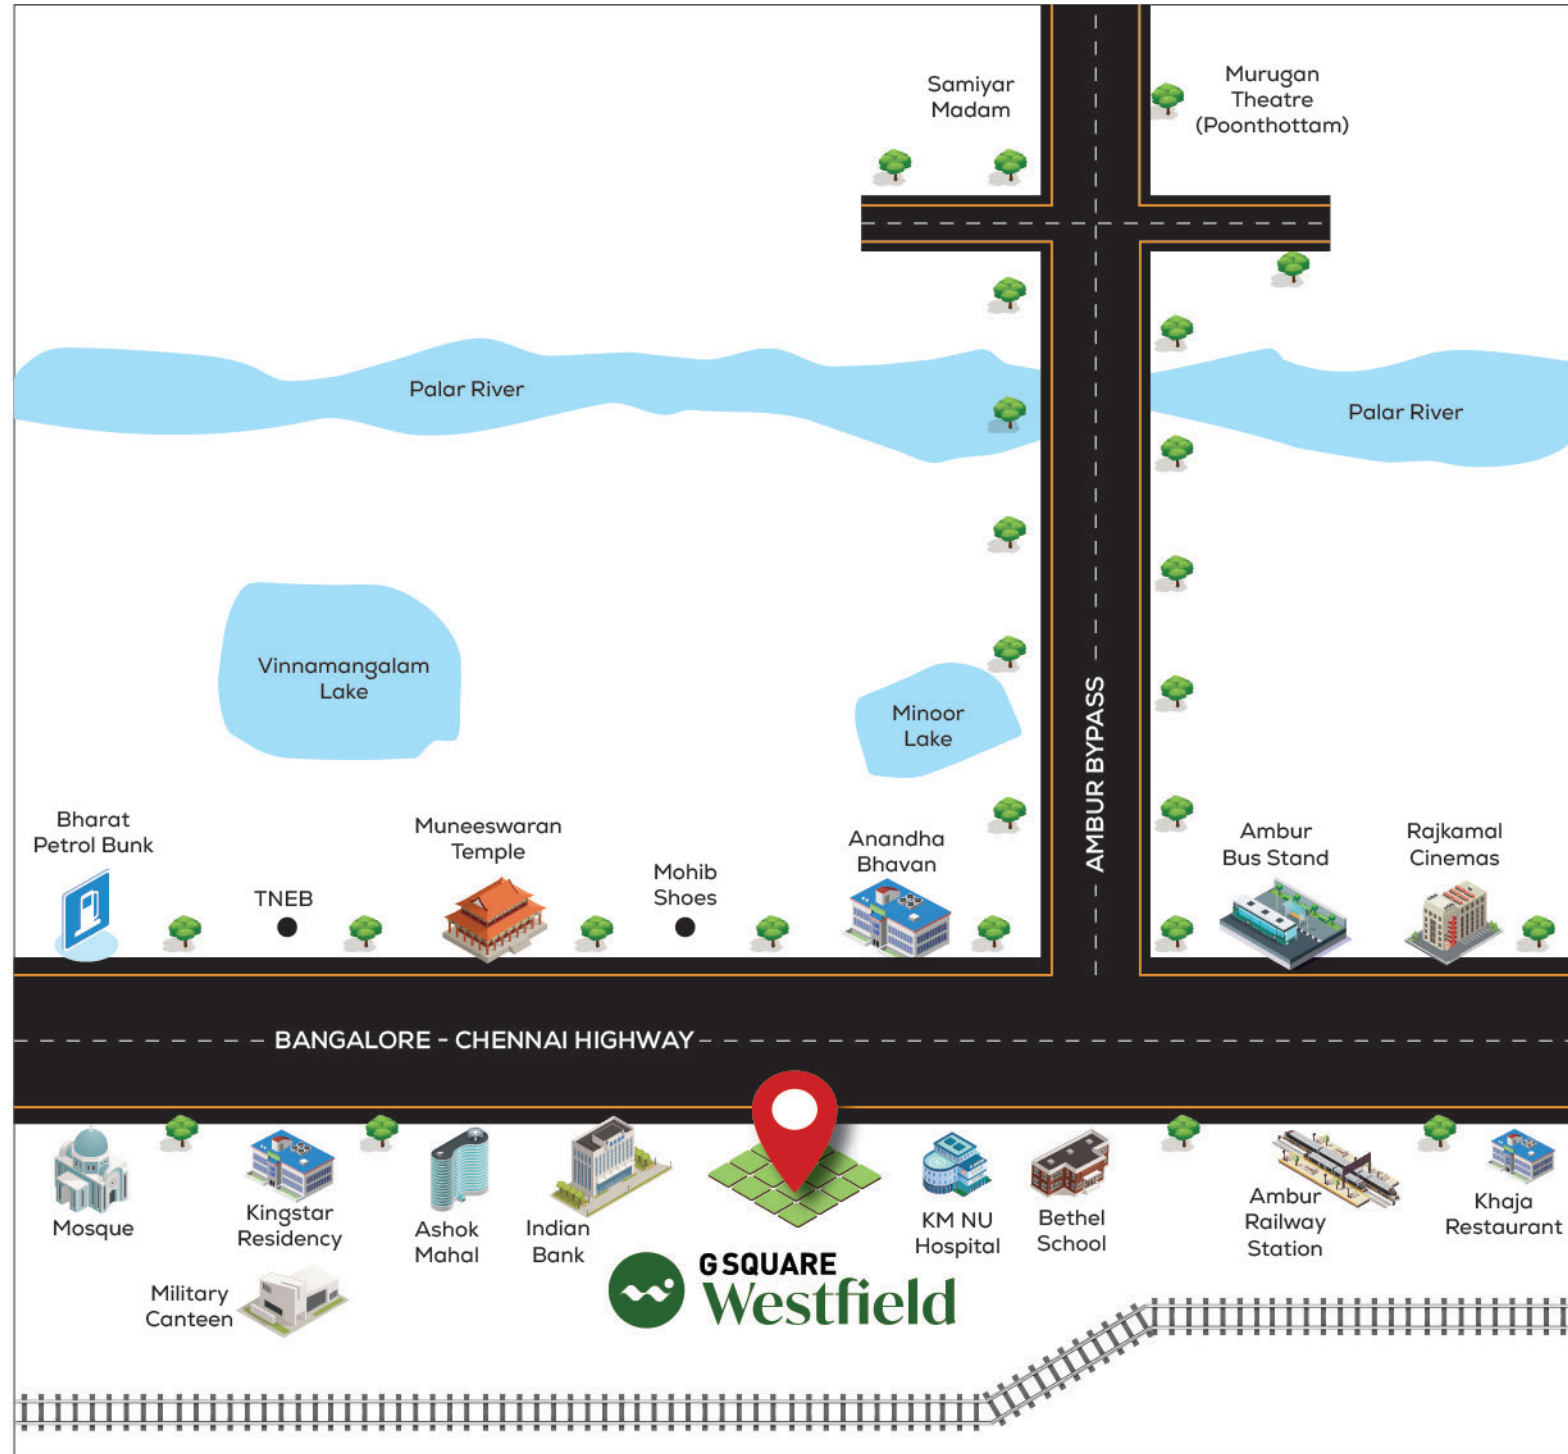 Samiyar
Madam
Murugan
Theatre
(Poonthottam)
Palar River
Palar River
Vinnamangalam
Lake
Minoor
Lake
AMBUR BYPASS
Bharat
Petrol Bunk
TNEB
Muneeswaran
Temple
Mohib
Shoes
Anandha
Bhavan
Ambur
Bus Stand
Rajkamal
Cinemas
BANGALORE - CHENNAI HIGHWAY
Mosque
Kingstar
Residency
Ashok
Mahal
Indian
Bank
KM NU
Hospital
Bethel
School
Ambur
Railway
Station
Khaja
Restaurant
Military
Canteen
G SQUARE
Westfield